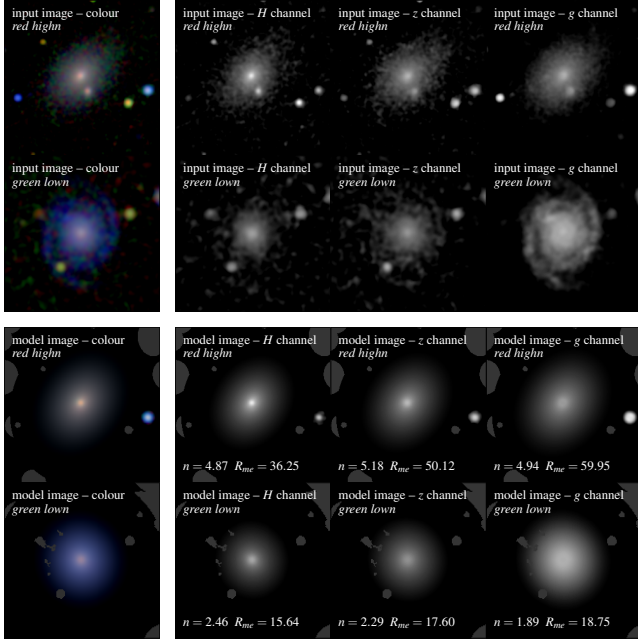 input image – colour
red highn
input image – H channel
red highn
input image – z channel
red highn
input image – g channel
red highn
input image – colour
green lown
input image – H channel
green lown
input image – z channel
green lown
input image – g channel
green lown
model image – colour
red highn
model image – H channel
red highn
n = 4.87 R_me = 36.25
model image – z channel
red highn
n = 5.18 R_me = 50.12
model image – g channel
red highn
n = 4.94 R_me = 59.95
model image – colour
green lown
model image – H channel
green lown
n = 2.46 R_me = 15.64
model image – z channel
green lown
n = 2.29 R_me = 17.60
model image – g channel
green lown
n = 1.89 R_me = 18.75